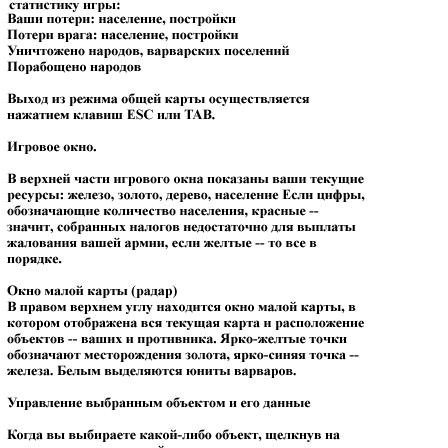 статистику игры:
Ваши потери: население, постройки
Потери врага: население, постройки
Уничтожено народов, варварских поселений
Порабощено народов
Выход из режима общей карты осуществляется
нажатием клавиш ESC или TAB.
Игровое окно.
В верхней части игрового окна показаны ваши текущие
ресурсы: железо, золото, дерево, население Если цифры,
обозначающие количество населения, красные --
значит, собранных налогов недостаточно для выплаты
жалования вашей армии, если желтые -- то все в
порядке.
Окно малой карты (радар)
В правом верхнем углу находится окно малой карты, в
котором отображена вся текущая карта и расположение
объектов -- ваших и противника. Ярко-желтые точки
обозначают месторождения золота, ярко-синяя точка --
железа. Белым выделяются юниты варваров.
Управление выбранным объектом и его данные
Когда вы выбираете какой-либо объект, щелкнув на